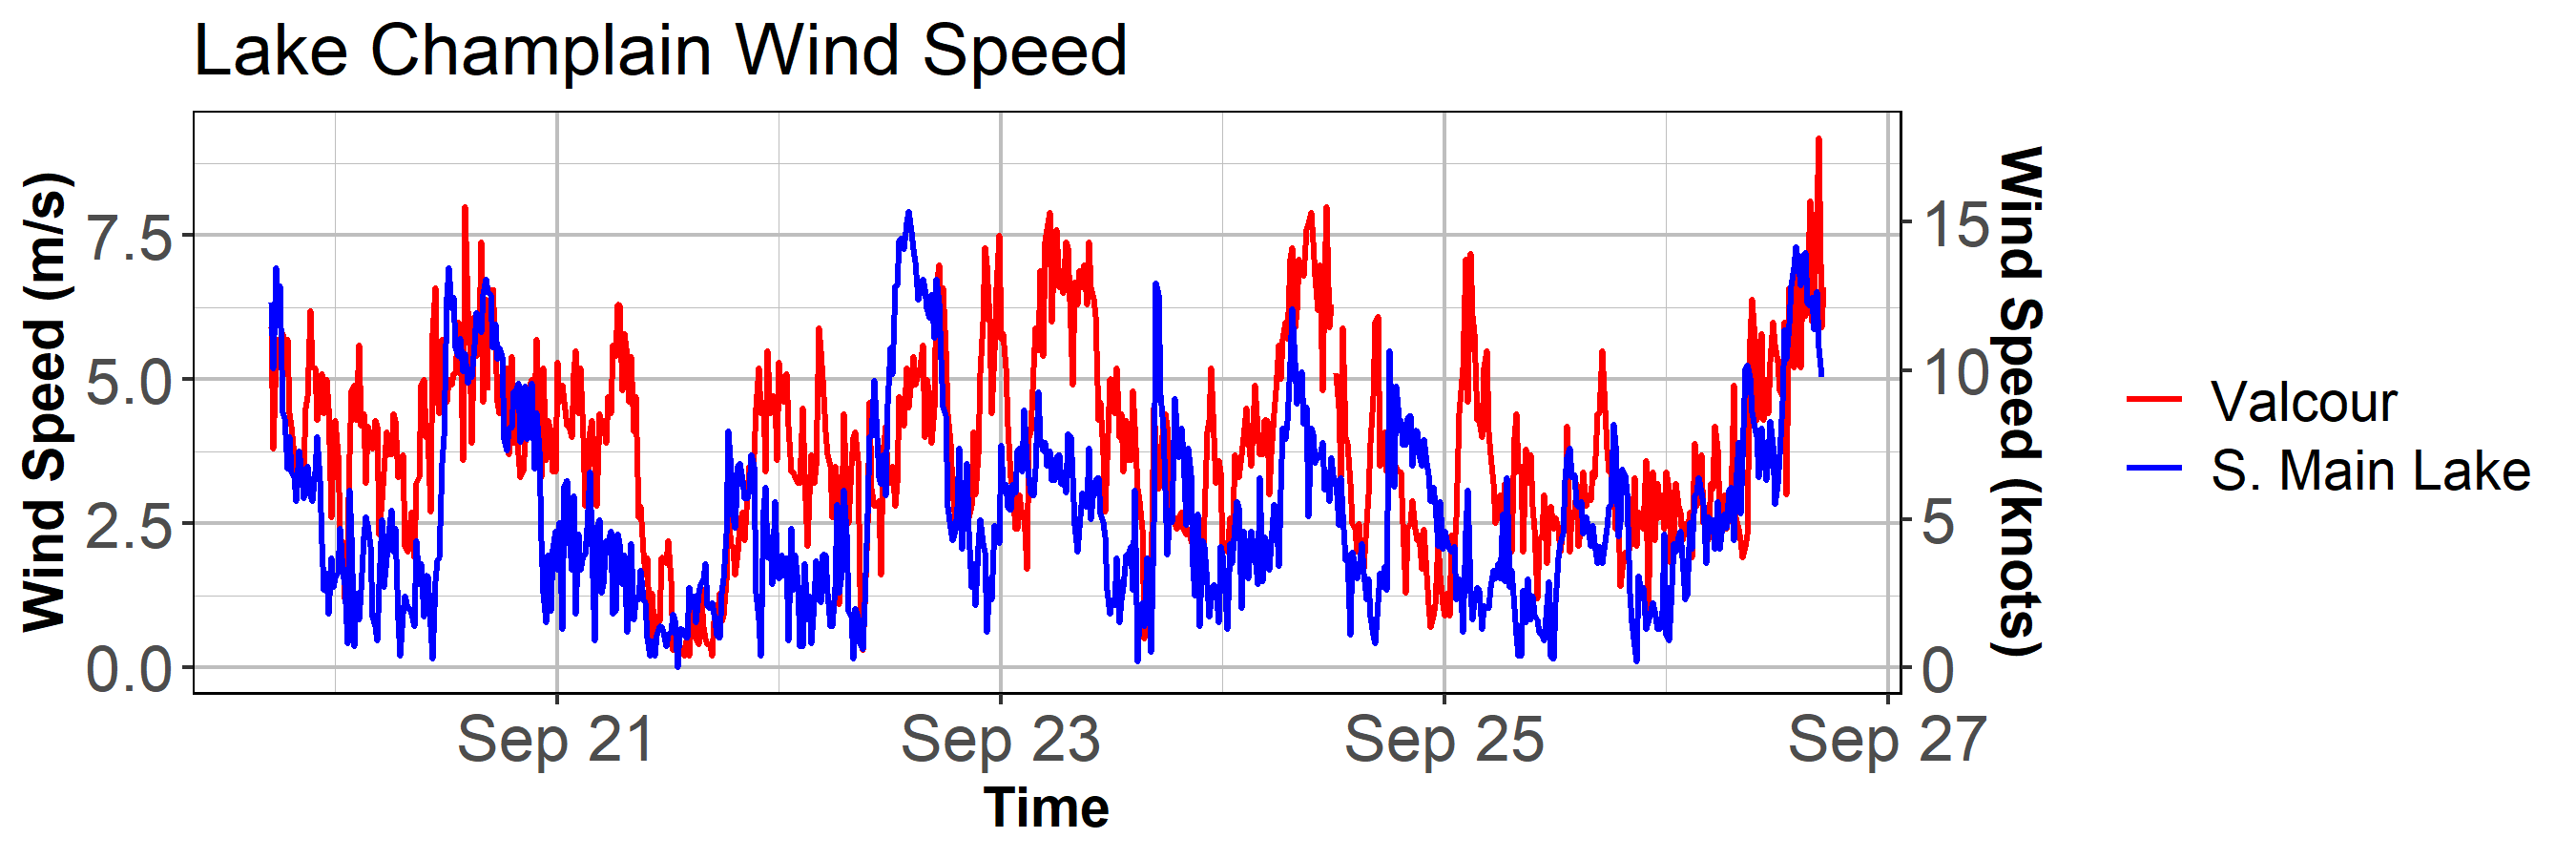 Lake Champlain Wind Speed
Wind Speed (m/s)
7.5
5.0
2.5
0.0
15
10
5
0
Wind Speed (knots)
Sep 21
Sep 23
Sep 25
Sep 27
Time
Valcour
S. Main Lake